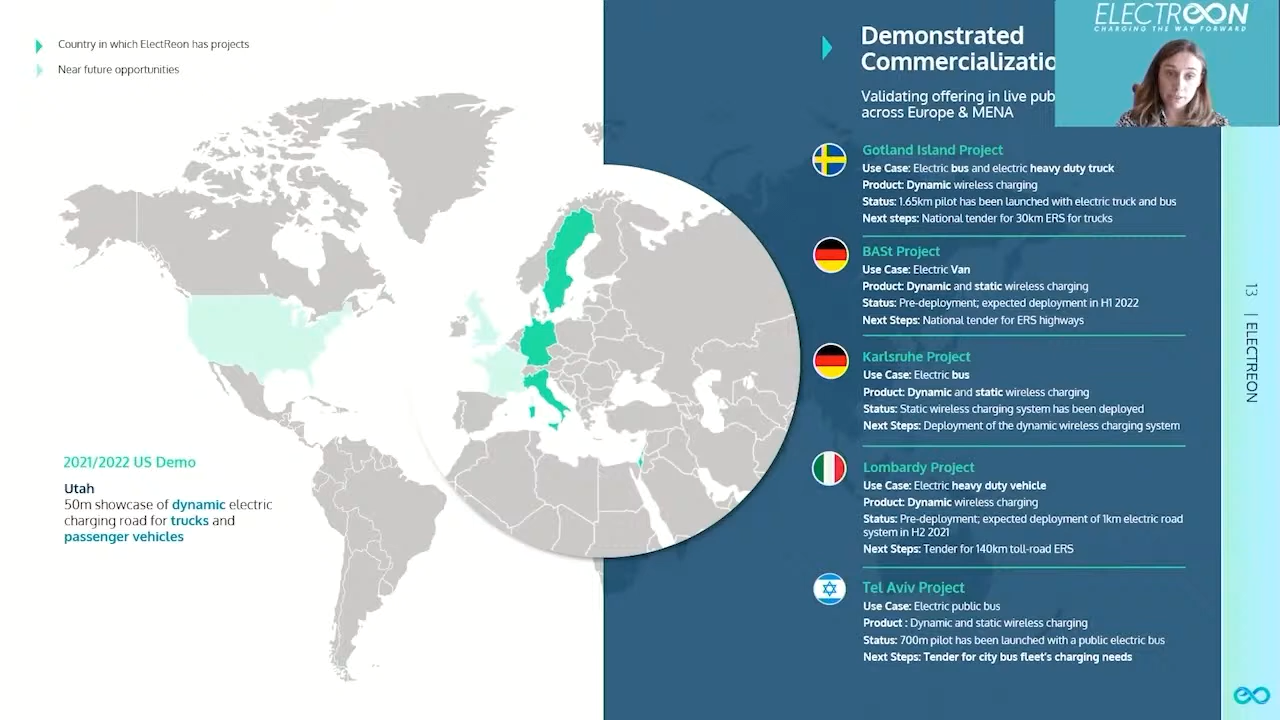 Country in which ElectReon has projects
Near future opportunities
2021/2022 US Demo
Utah
50m showcase of dynamic electric
charging road for trucks and
passenger vehicles
Demonstrated
Commercializatio
Validating offering in live pub
across Europe & MENA
ELECTREON
CHARGING THE WAY FORWARD
Gotland Island Project
Use Case: Electric bus and electric heavy duty truck
Product: Dynamic wireless charging
Status: 1.65km pilot has been launched with electric truck and bus
Next steps: National tender for 30km ERS for trucks
BASt Project
Use Case: Electric Van
Product: Dynamic and static wireless charging
Status: Pre-deployment; expected deployment in H1 2022
Next Steps: National tender for ERS highways
Karlsruhe Project
Use Case: Electric bus
Product: Dynamic and static wireless charging
Status: Static wireless charging system has been deployed
Next Steps: Deployment of the dynamic wireless charging system
Lombardy Project
Use Case: Electric heavy duty vehicle
Product: Dynamic wireless charging
Status: Pre-deployment; expected deployment of 1km electric road
system in H2 2021
Next Steps: Tender for 140km toll-road ERS
Tel Aviv Project
Use Case: Electric public bus
Product : Dynamic and static wireless charging
Status: 700m pilot has been launched with a public electric bus
Next Steps: Tender for city bus fleet's charging needs
13 | ELECTREON